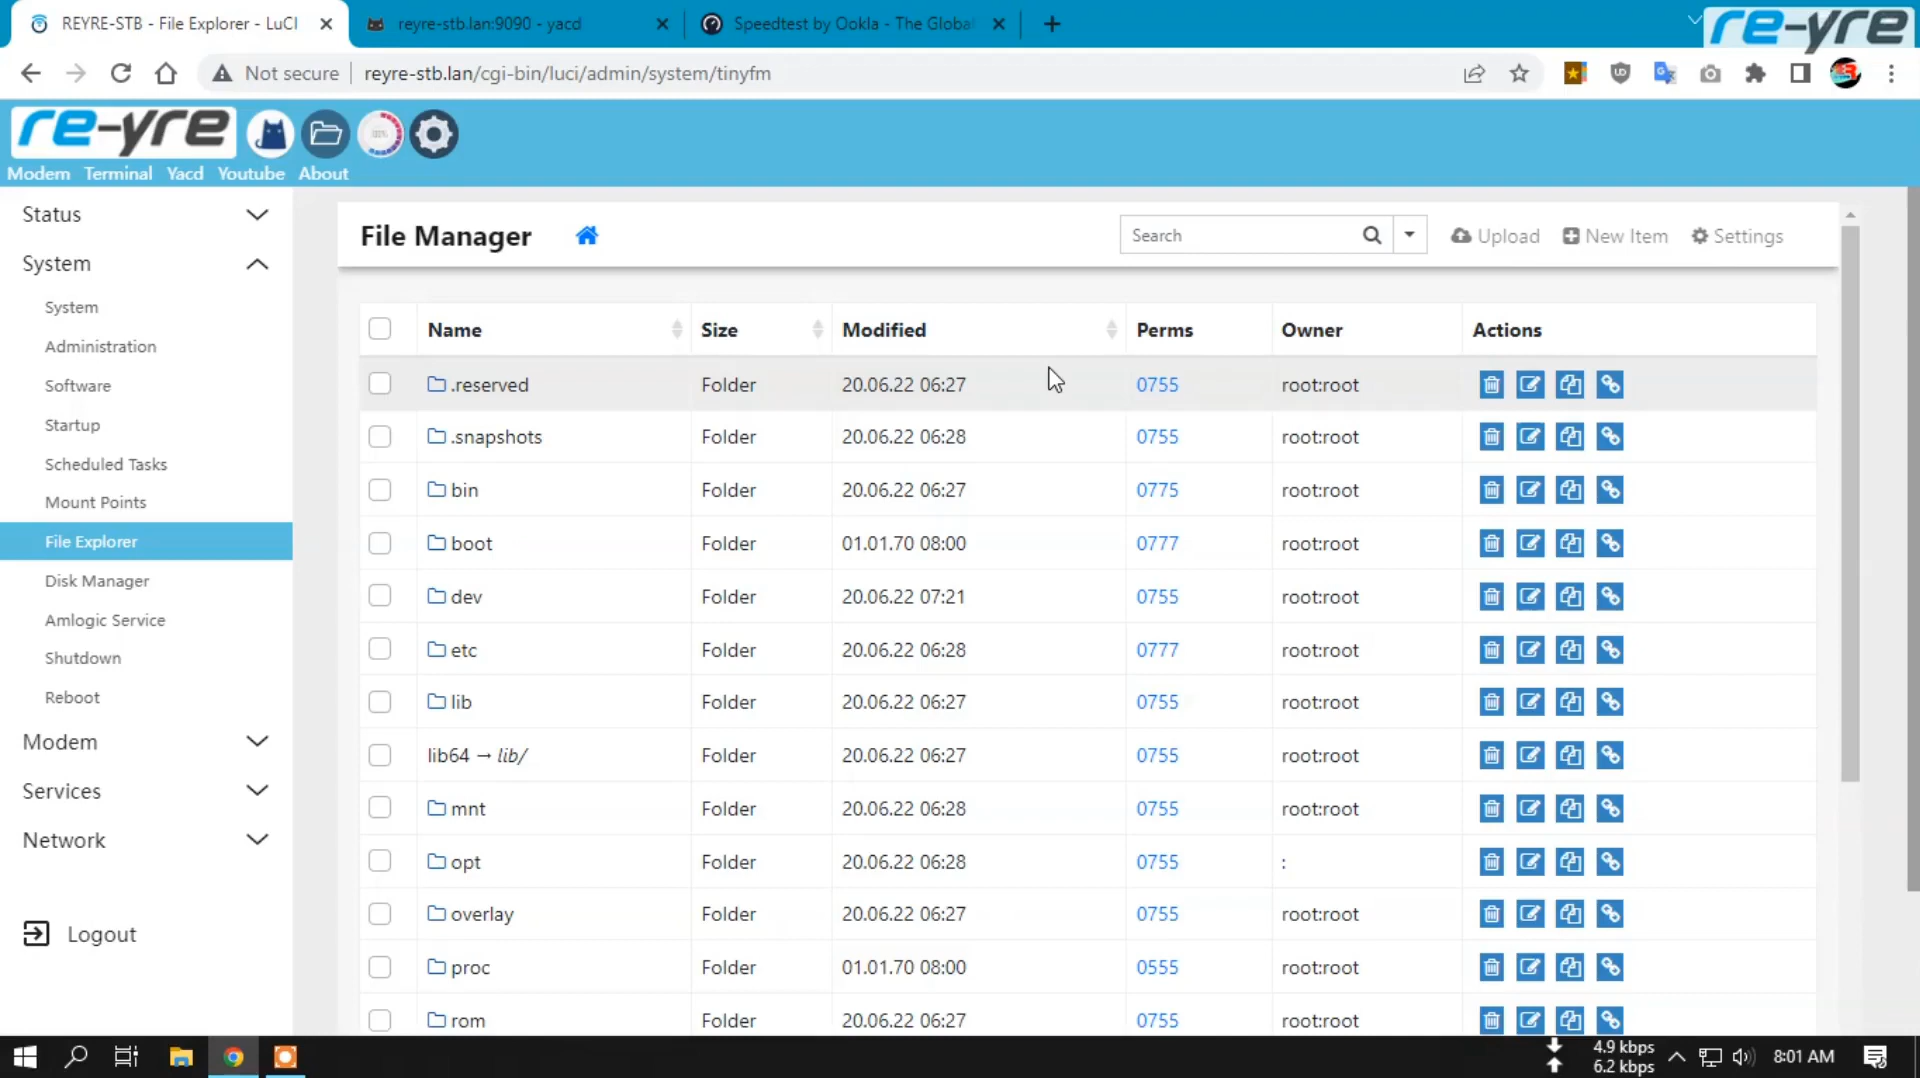 REYRE-STB - File Explorer - LuCI
reyre-stb.lan:9090 - yacd
Speedtest by Ookla - The Global
re-yre
Not secure
reyre-stb.lan/cgi-bin/luci/admin/system/tinyfm
re-yre
Modem Terminal Yacd Youtube About
Status
System
System
Administration
Software
Startup
Scheduled Tasks
Mount Points
File Explorer
Disk Manager
Amlogic Service
Shutdown
Reboot
Modem
Services
Network
Logout
File Manager
Search
Upload
New Item
Settings
Name Size Modified Perms Owner Actions
.reserved Folder 20.06.22 06:27 0755 root:root
.snapshots Folder 20.06.22 06:28 0755 root:root
bin Folder 20.06.22 06:27 0775 root:root
boot Folder 01.01.70 08:00 0777 root:root
dev Folder 20.06.22 07:21 0755 root:root
etc Folder 20.06.22 06:28 0777 root:root
lib Folder 20.06.22 06:27 0755 root:root
lib64 → lib/ Folder 20.06.22 06:27 0755 root:root
mnt Folder 20.06.22 06:28 0755 root:root
opt Folder 20.06.22 06:28 0755 :
overlay Folder 20.06.22 06:27 0755 root:root
proc Folder 01.01.70 08:00 0555 root:root
rom Folder 20.06.22 06:27 0755 root:root
4.9 kbps
6.2 kbps
8:01 AM